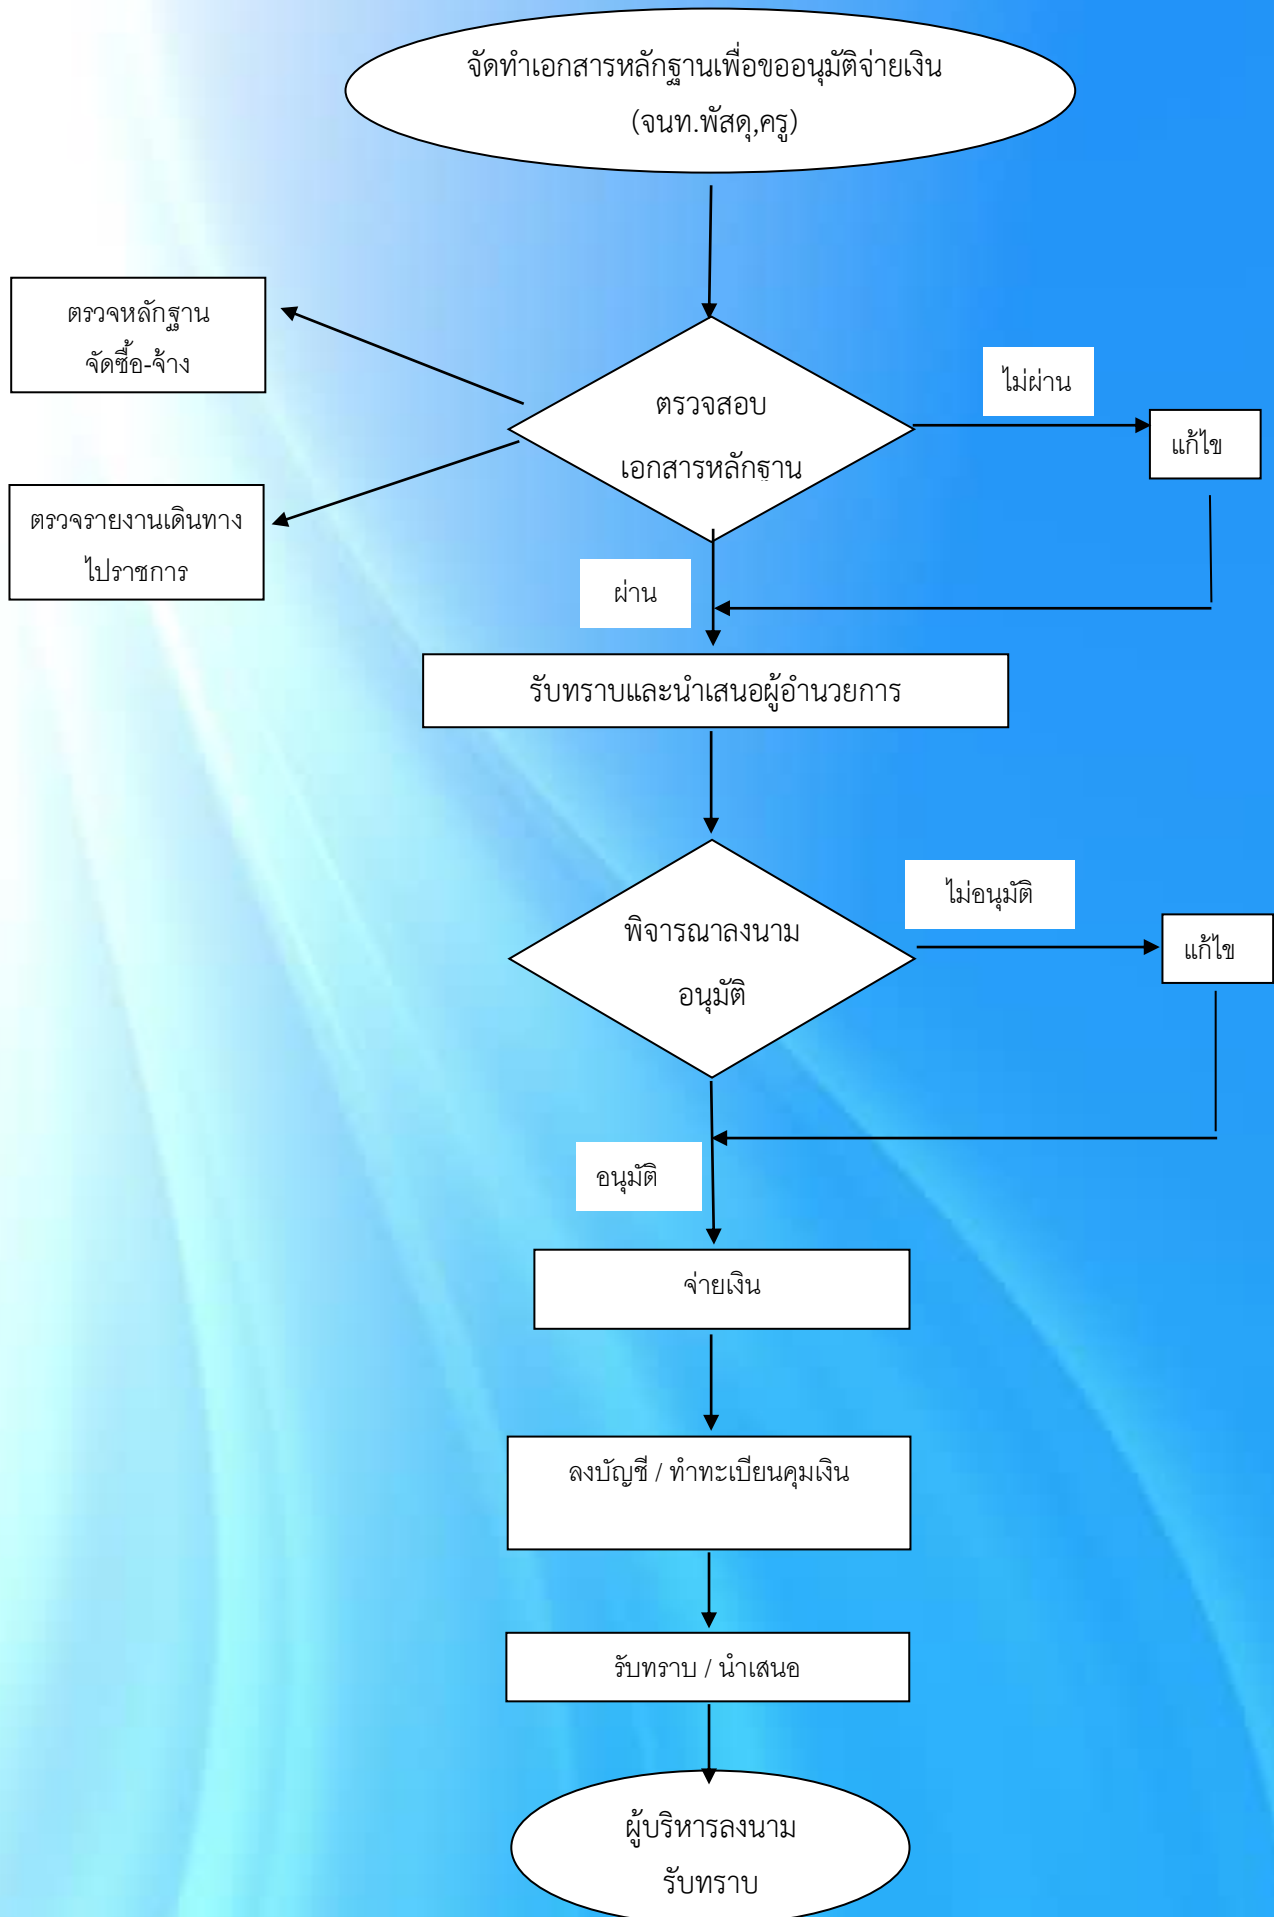 จัดทำเอกสารหลักฐานเพื่อขออนุมัติจ่ายเงิน
(จนท.พัสดุ,ครู)
ตรวจหลักฐาน
จัดซื้อ-จ้าง
ตรวจสอบ
เอกสารหลักฐาน
ไม่ผ่าน
แก้ไข
ตรวจรายงานเดินทาง
ไปราชการ
ผ่าน
รับทราบและนำเสนอผู้อำนวยการ
พิจารณาลงนาม
อนุมัติ
ไม่อนุมัติ
แก้ไข
อนุมัติ
จ่ายเงิน
ลงบัญชี / ทำทะเบียนคุมเงิน
รับทราบ / นำเสนอ
ผู้บริหารลงนาม
รับทราบ